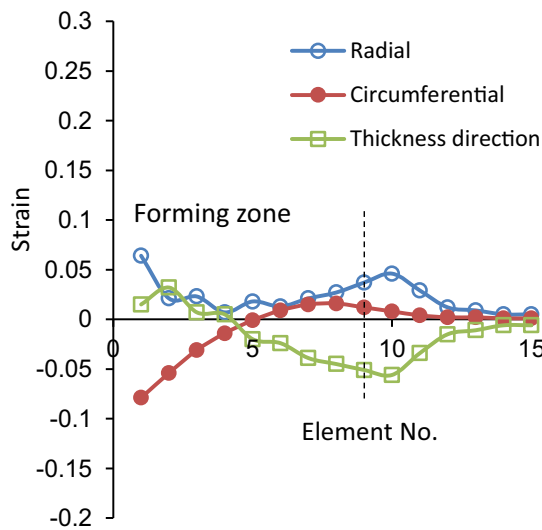 0.3
0.25
0.2
0.15
0.1
0.05
0
-0.05
-0.1
-0.15
-0.2
Strain
Radial
Circumferential
Thickness direction
Forming zone
0 5 10 15
Element No.